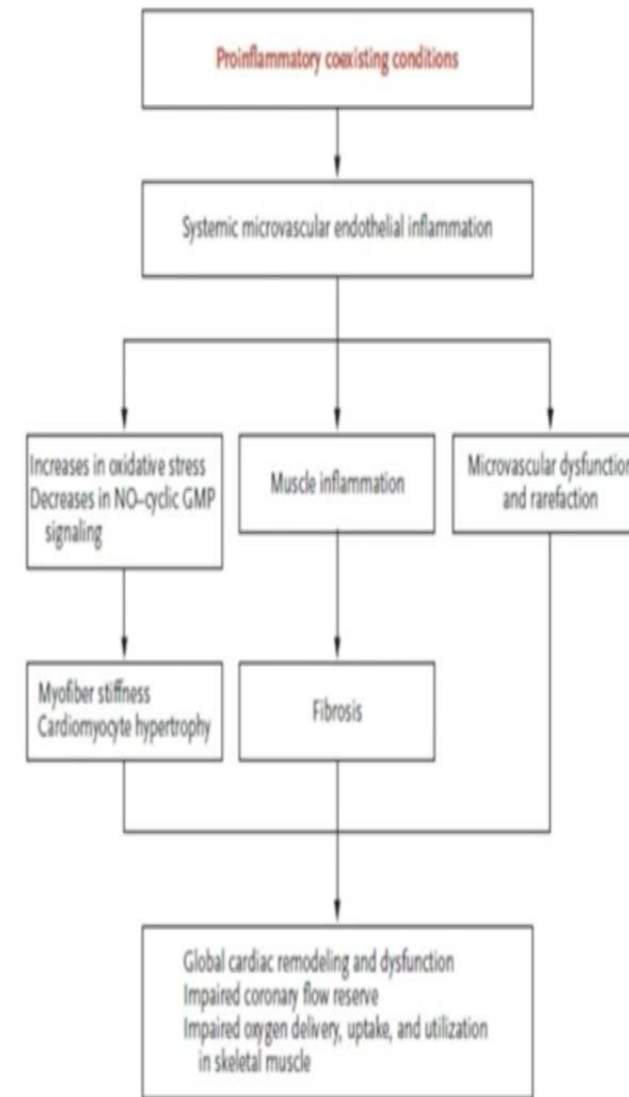 Proinflammatory coexisting conditions
Systemic microvascular endothelial inflammation
Increases in oxidative stress
Decreases in NO–cyclic GMP
signaling
Muscle inflammation
Microvascular dysfunction
and rarefaction
Myofiber stiffness
Cardiomyocyte hypertrophy
Fibrosis
Global cardiac remodeling and dysfunction
Impaired coronary flow reserve
Impaired oxygen delivery, uptake, and utilization
in skeletal muscle